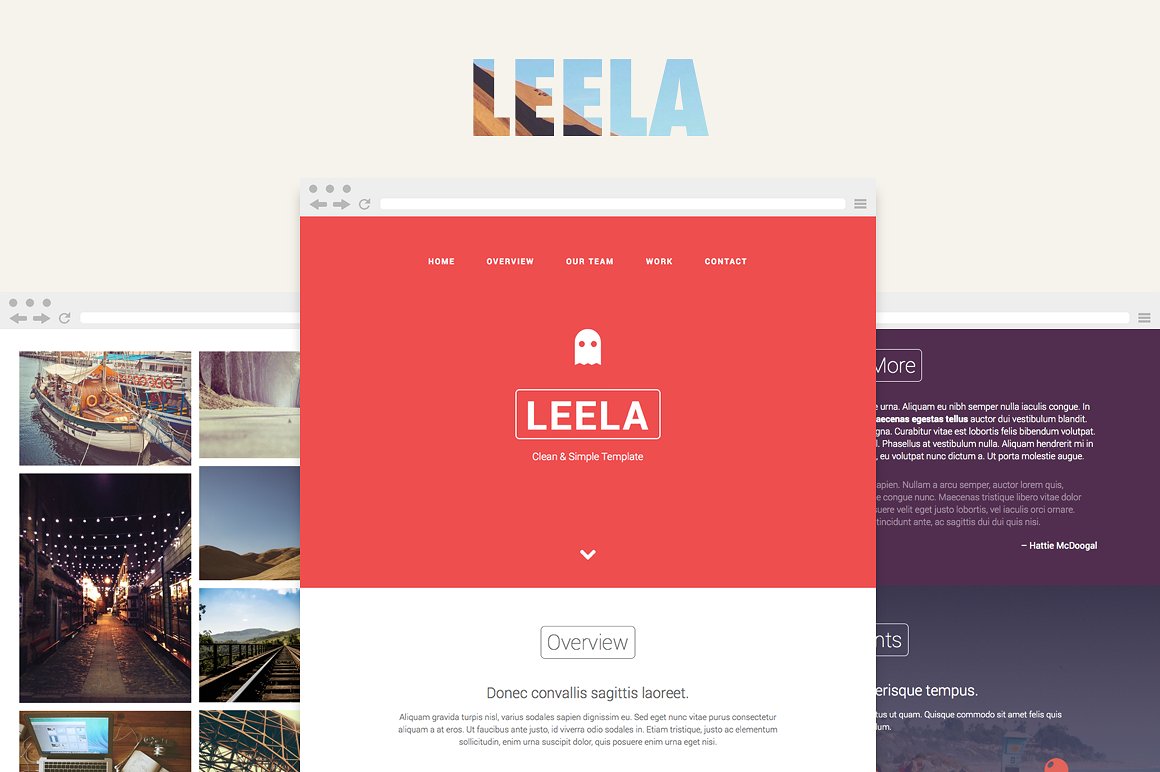 LEELA
HOME OVERVIEW OUR TEAM WORK CONTACT
LEELA
Clean & Simple Template
Overview
Donec convallis sagittis laoreet.
Aliquam gravida turpis nisl, varius sodales sapien dignissim eu. Sed eget nunc vitae purus consectetur
aliquam a at eros. Ut faucibus ante justo, id viverra odio sodales in. Etiam tristique, justo ac elementum
sollicitudin, enim urna suscipit dolor, quis posuere enim urna eget nisi.
More
urna. Aliquam eu nibh semper nulla iaculis congue. In
aecenas egestas tellus auctor dui vestibulum blandit.
gna. Curabitur vitae est lobortis felis bibendum volutpat.
l. Phasellus at vestibulum nulla. Aliquam hendrerit mi in
, eu volutpat nunc dictum a. Ut porta molestie augue.
apien. Nullam a arcu semper, auctor lorem quis,
e congue nunc. Maecenas tristique libero vitae dolor
suere velit eget justo lobortis, vel iaculis orci ornare.
tincidunt ante, ac sagittis dui dui quis nisi.
– Hattie McDoogal
nts
erisque tempus.
tus ut quam. Quisque commodo sit amet felis quis
dum.